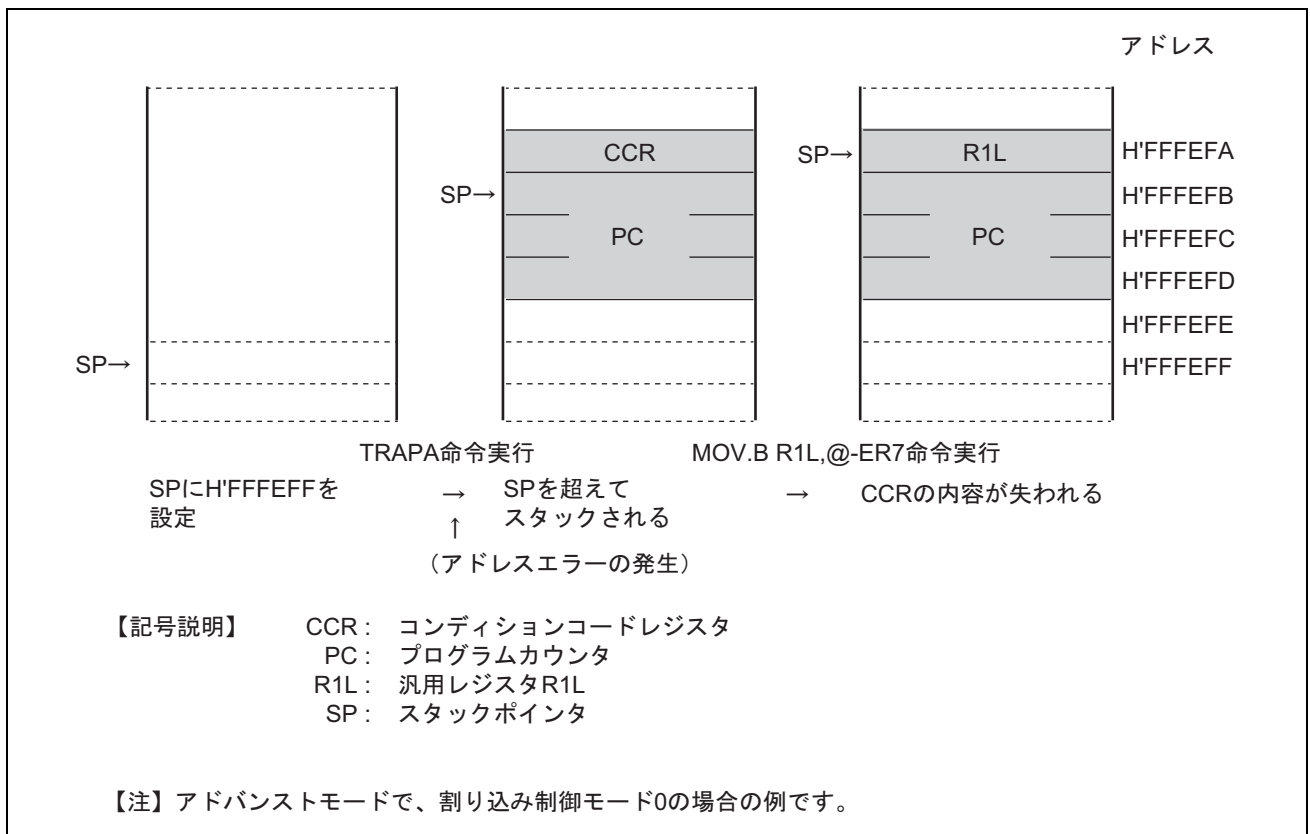 アドレス
CCR
SP→
R1L
H'FFFEFA
SP→
H'FFFEFB
PC
PC
H'FFFEFC
H'FFFEFD
H'FFFEFE
SP→
H'FFFEFF
TRAPA命令実行
MOV.B R1L,@-ER7命令実行
SPにH'FFFEFFを
設定
→
SPを超えて
スタックされる
→
CCRの内容が失われる
↑
（アドレスエラーの発生）
【記号説明】 CCR : コンディションコードレジスタ
PC : プログラムカウンタ
R1L : 汎用レジスタR1L
SP : スタックポインタ
【注】アドバンストモードで、割り込み制御モード0の場合の例です。